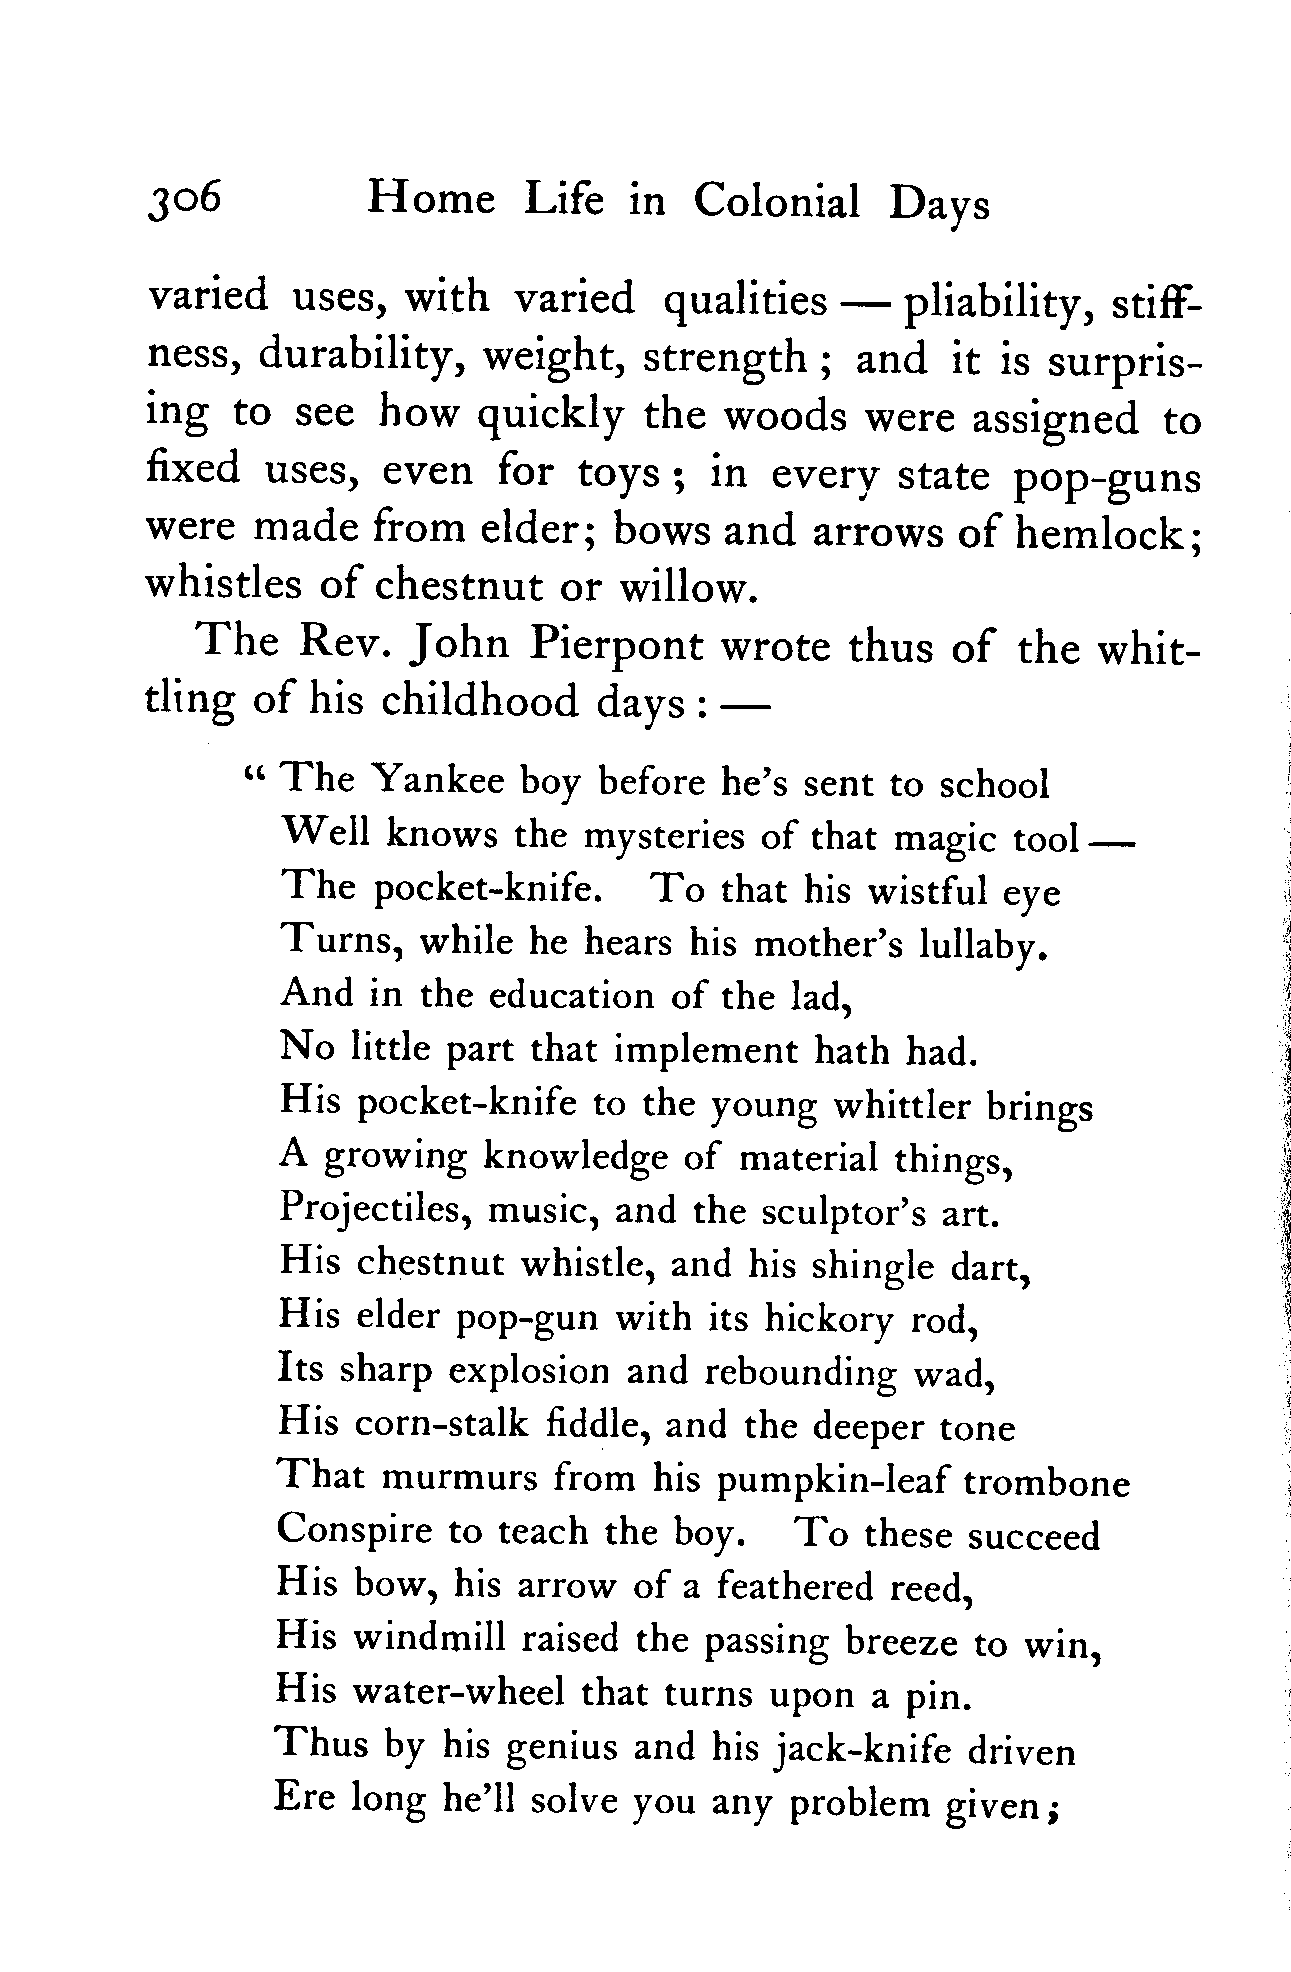 306 Home Life in Colonial Days
varied uses, with varied qualities — pliability, stiff-
ness, durability, weight, strength ; and it is surpris-
ing to see how quickly the woods were assigned to
fixed uses, even for toys ; in every state pop-guns
were made from elder; bows and arrows of hemlock;
whistles of chestnut or willow.
The Rev. John Pierpont wrote thus of the whit-
tling of his childhood days : —
“ The Yankee boy before he’s sent to school
Well knows the mysteries of that magic tool —
The pocket-knife. To that his wistful eye
Turns, while he hears his mother’s lullaby.
And in the education of the lad,
No little part that implement hath had.
His pocket-knife to the young whittler brings
A growing knowledge of material things,
Projectiles, music, and the sculptor’s art.
His chestnut whistle, and his shingle dart,
His elder pop-gun with its hickory rod,
Its sharp explosion and rebounding wad,
His corn-stalk fiddle, and the deeper tone
That murmurs from his pumpkin-leaf trombone
Conspire to teach the boy. To these succeed
His bow, his arrow of a feathered reed,
His windmill raised the passing breeze to win,
His water-wheel that turns upon a pin.
Thus by his genius and his jack-knife driven
Ere long he’ll solve you any problem given;